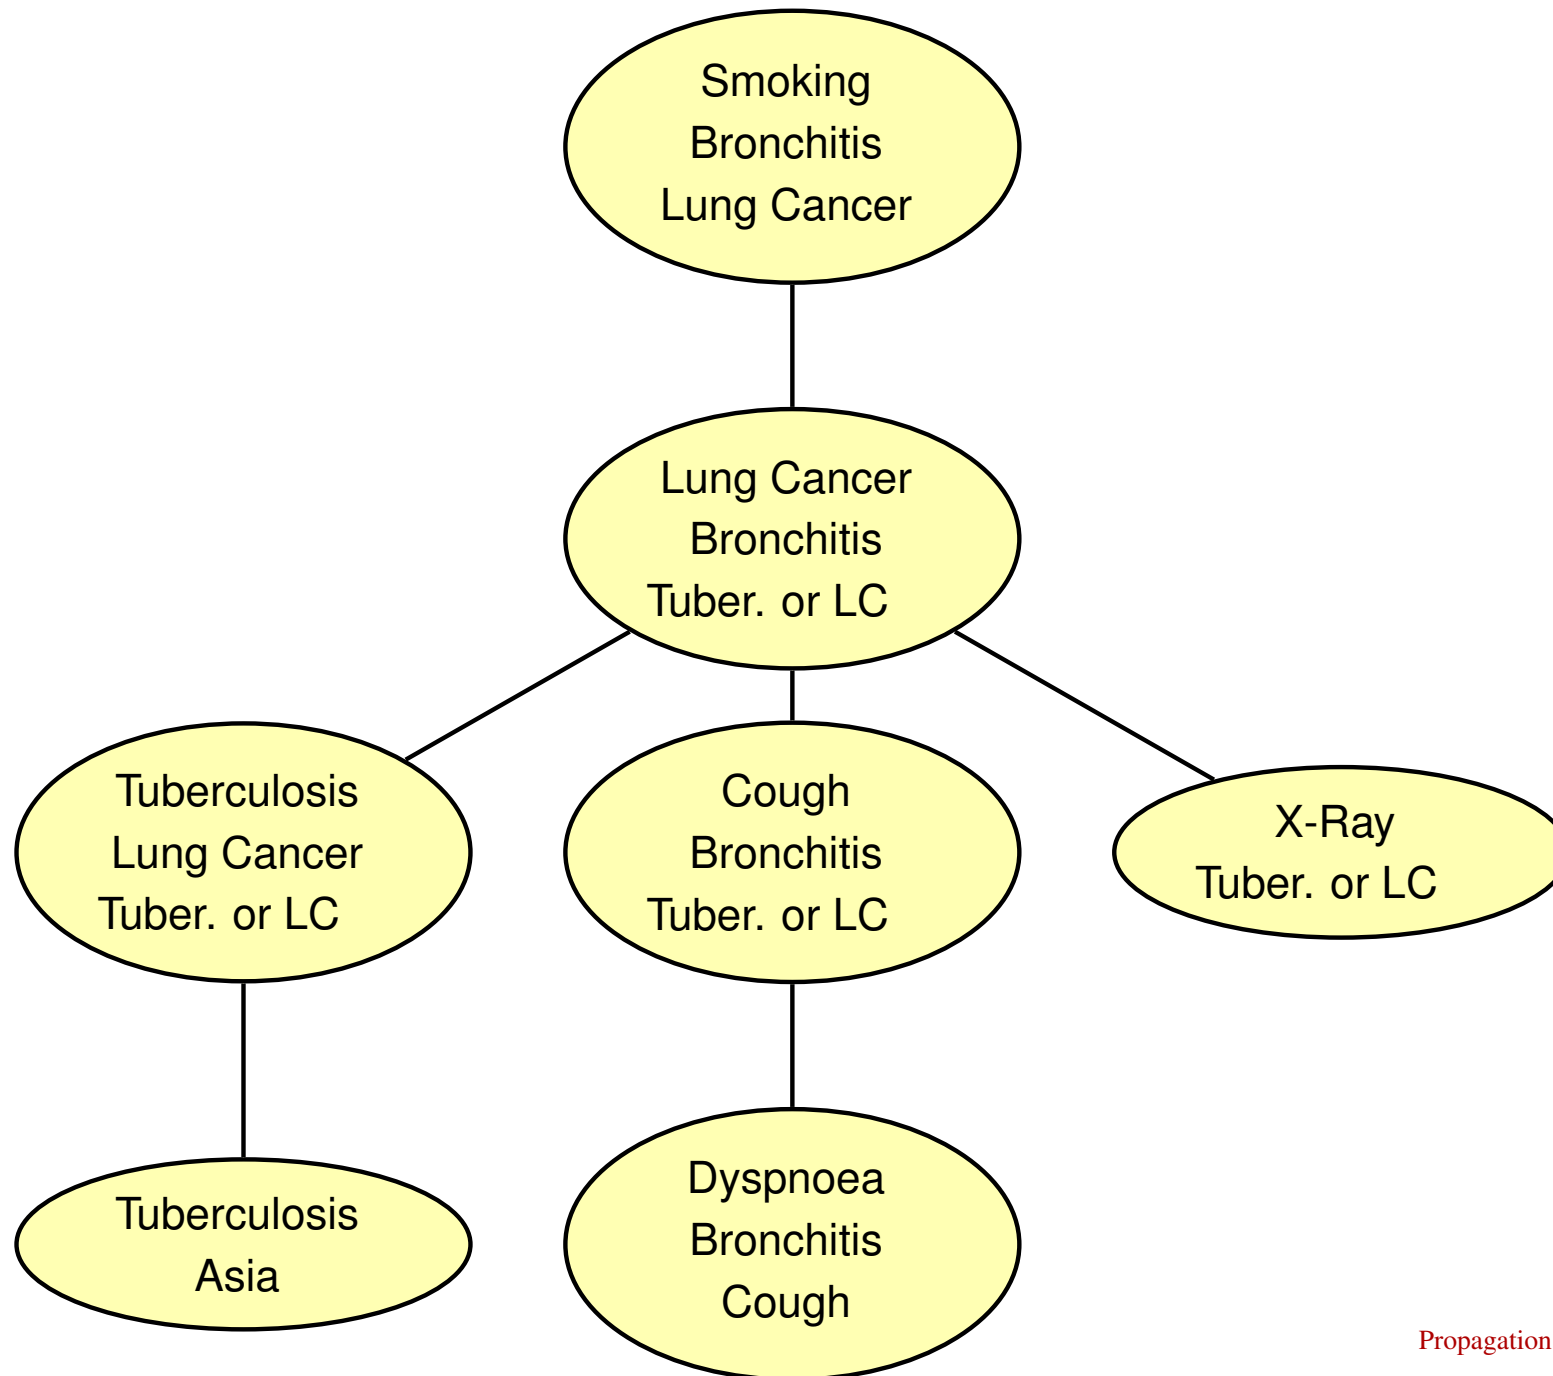 Smoking
Bronchitis
Lung Cancer
Lung Cancer
Bronchitis
Tuber. or LC
Tuberculosis
Lung Cancer
Tuber. or LC
Cough
Bronchitis
Tuber. or LC
X-Ray
Tuber. or LC
Tuberculosis
Asia
Dyspnoea
Bronchitis
Cough
Propagation